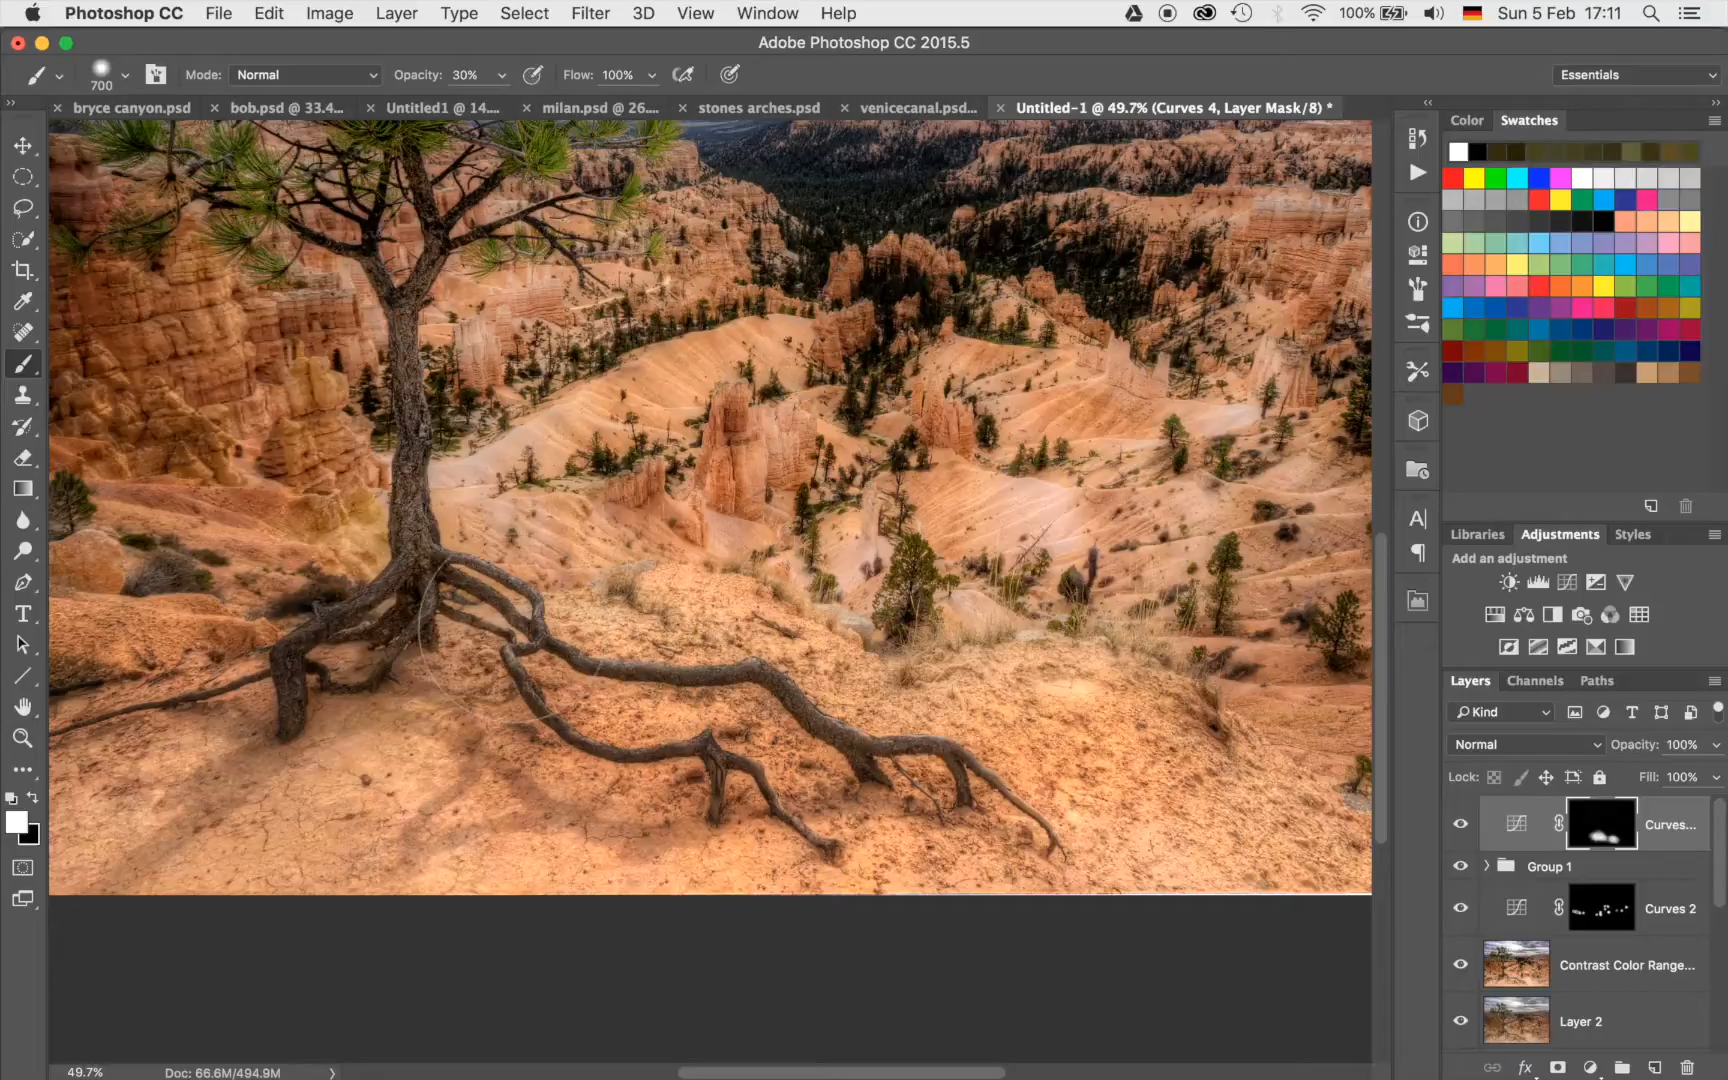 Photoshop CC File Edit Image Layer Type Select Filter 3D View Window Help 100% Sun 5 Feb 17:11
Adobe Photoshop CC 2015.5
700 Mode: Normal Opacity: 30% Flow: 100% Essentials
bryce canyon.psd bob.psd @ 33.4... Untitled1 @ 14.... milan.psd @ 26.... stones arches.psd venicecanal.psd... Untitled-1 @ 49.7% (Curves 4, Layer Mask/8) *
Color Swatches
Libraries Adjustments Styles
Add an adjustment
Layers Channels Paths
Kind
Normal Opacity: 100%
Lock: Fill: 100%
Curves...
Group 1
Curves 2
Contrast Color Range...
Layer 2
49.7% Doc: 66.6M/494.9M